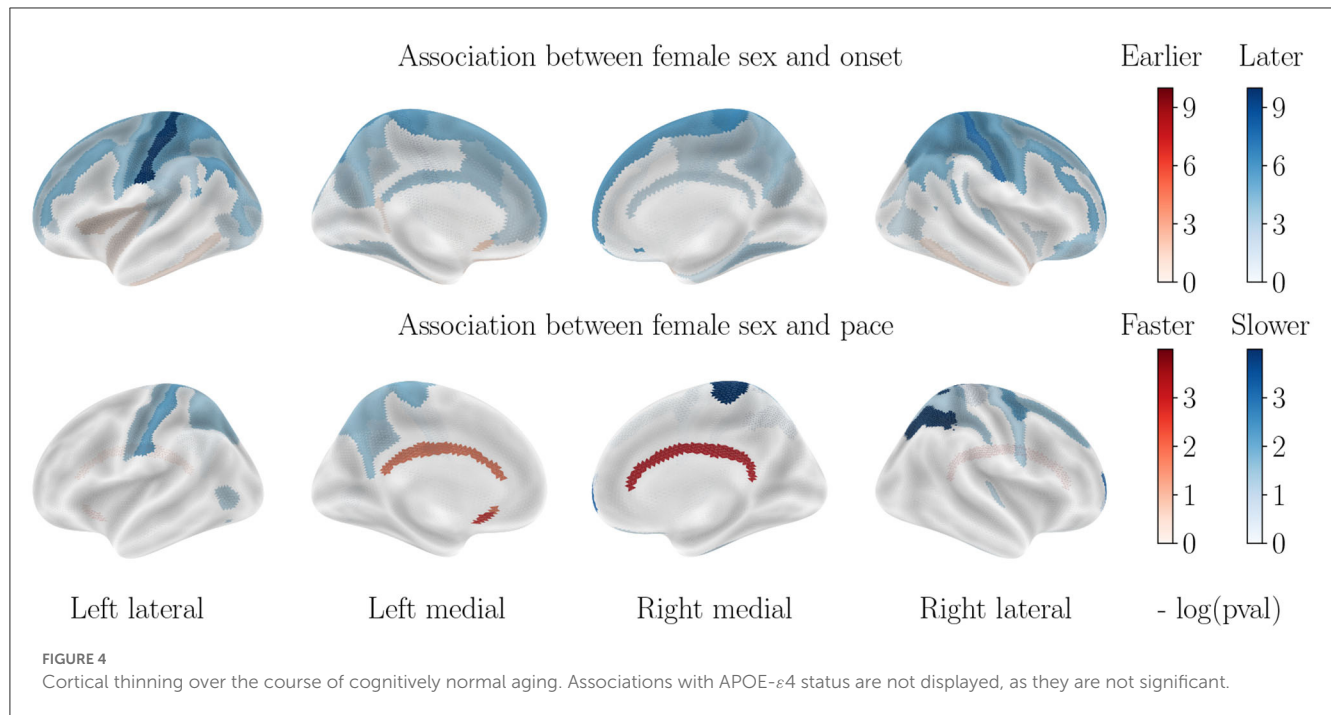 Association between female sex and onset
Earlier Later
9 9
6 6
3 3
0 0
Association between female sex and pace
Faster Slower
3 3
2 2
1 1
0 0
Left lateral Left medial Right medial Right lateral - log(pval)
FIGURE 4
Cortical thinning over the course of cognitively normal aging. Associations with APOE-ε4 status are not displayed, as they are not significant.